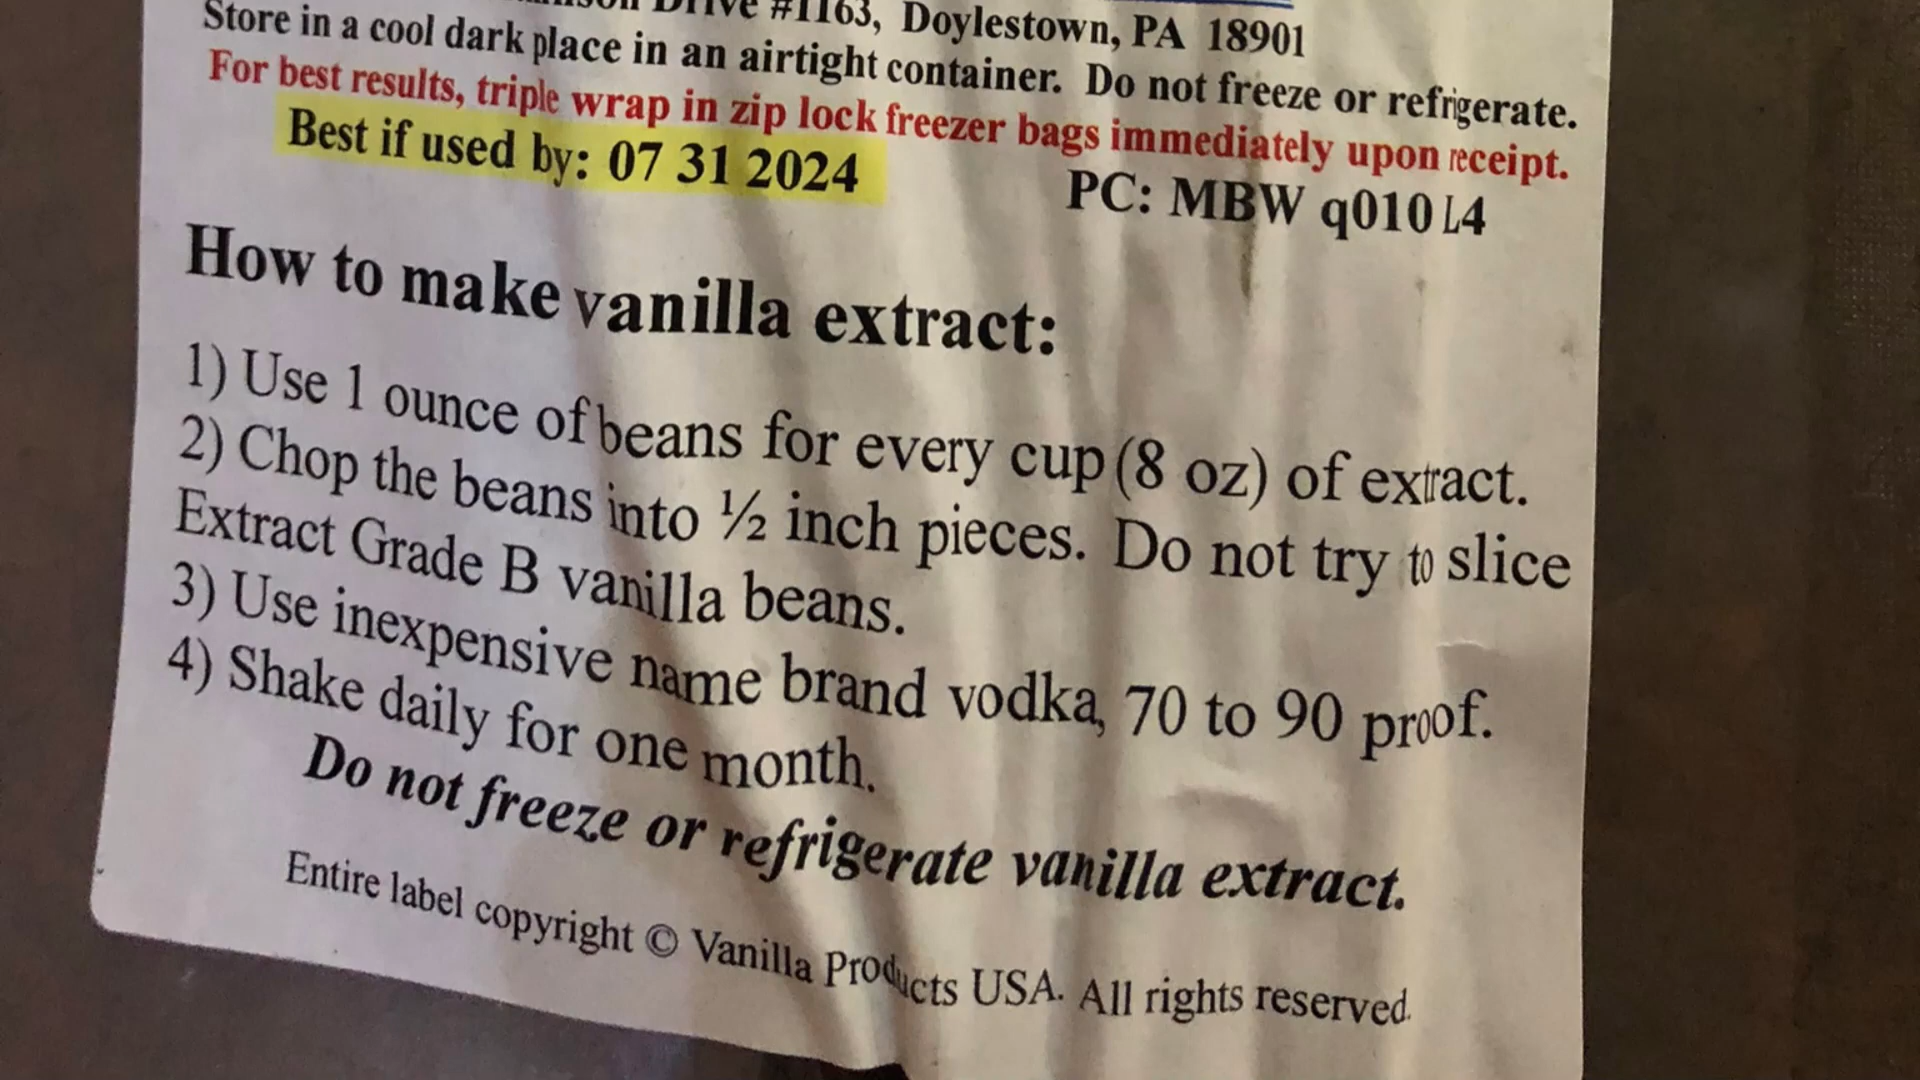 Drive #1163, Doylestown, PA 18901
Store in a cool dark place in an airtight container. Do not freeze or refrigerate.
For best results, triple wrap in zip lock freezer bags immediately upon receipt.
Best if used by: 07 31 2024
PC: MBW q010 L4
How to make vanilla extract:
1) Use 1 ounce of beans for every cup (8 oz) of extract.
2) Chop the beans into ½ inch pieces. Do not try to slice
Extract Grade B vanilla beans.
3) Use inexpensive name brand vodka, 70 to 90 proof.
4) Shake daily for one month.
Do not freeze or refrigerate vanilla extract.
Entire label copyright © Vanilla Products USA. All rights reserved.